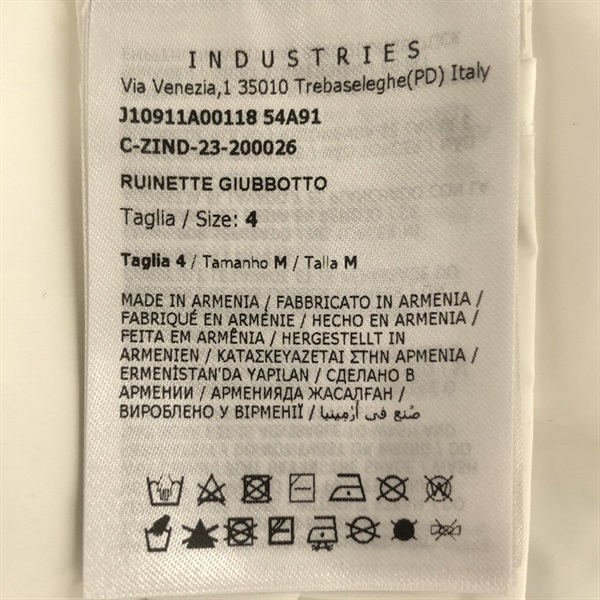 INDUSTRIES
Via Venezia,1 35010 Trebaseleghe(PD) Italy
J10911A00118 54A91
C-ZIND-23-200026
RUINETTE GIUBBOTTO
Taglia / Size: 4
Taglia 4 / Tamanho M / Talla M
MADE IN ARMENIA / FABBRICATO IN ARMENIA /
FABRIQUÉ EN ARMÉNIE / HECHO EN ARMENIA /
FEITA EM ARMÊNIA / HERGESTELLT IN
ARMENIEN / ΚΑΤΑΣΚΕΥΑΖΕΤΑΙ ΣΤΗΝ ΑΡΜΕΝΙΑ /
ERMENİSTAN'DA YAPILAN / СДЕЛАНО В
АРМЕНИИ / АРМЕНИЯДА ЖАСАЛҒАН /
ВИРОБЛЕНО У ВІРМЕНІЇ / صُنع في أرمينيا